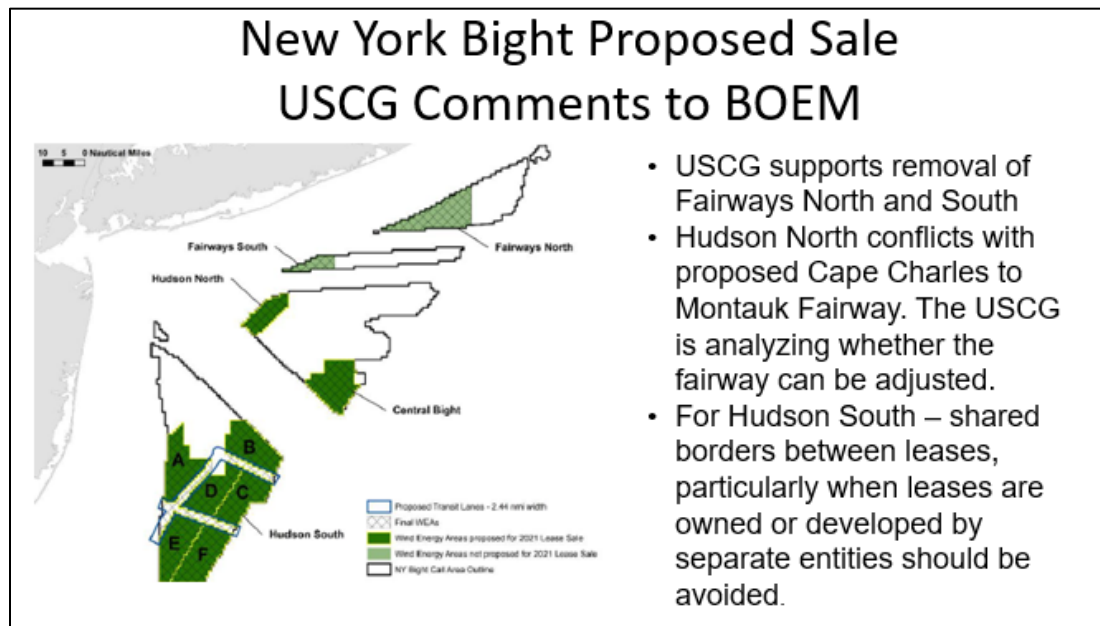 New York Bight Proposed Sale
USCG Comments to BOEM
10 5 0 Nautical Miles
Fairways South
Fairways North
Hudson North
Central Bight
A
B
D
C
E
F
Hudson South
Proposed Transit Lanes - 2.44 nmi width
Final WEAs
Wind Energy Areas proposed for 2021 Lease Sale
Wind Energy Areas not proposed for 2021 Lease Sale
NY Bight Call Area Outline
• USCG supports removal of
Fairways North and South
• Hudson North conflicts with
proposed Cape Charles to
Montauk Fairway. The USCG
is analyzing whether the
fairway can be adjusted.
• For Hudson South – shared
borders between leases,
particularly when leases are
owned or developed by
separate entities should be
avoided.